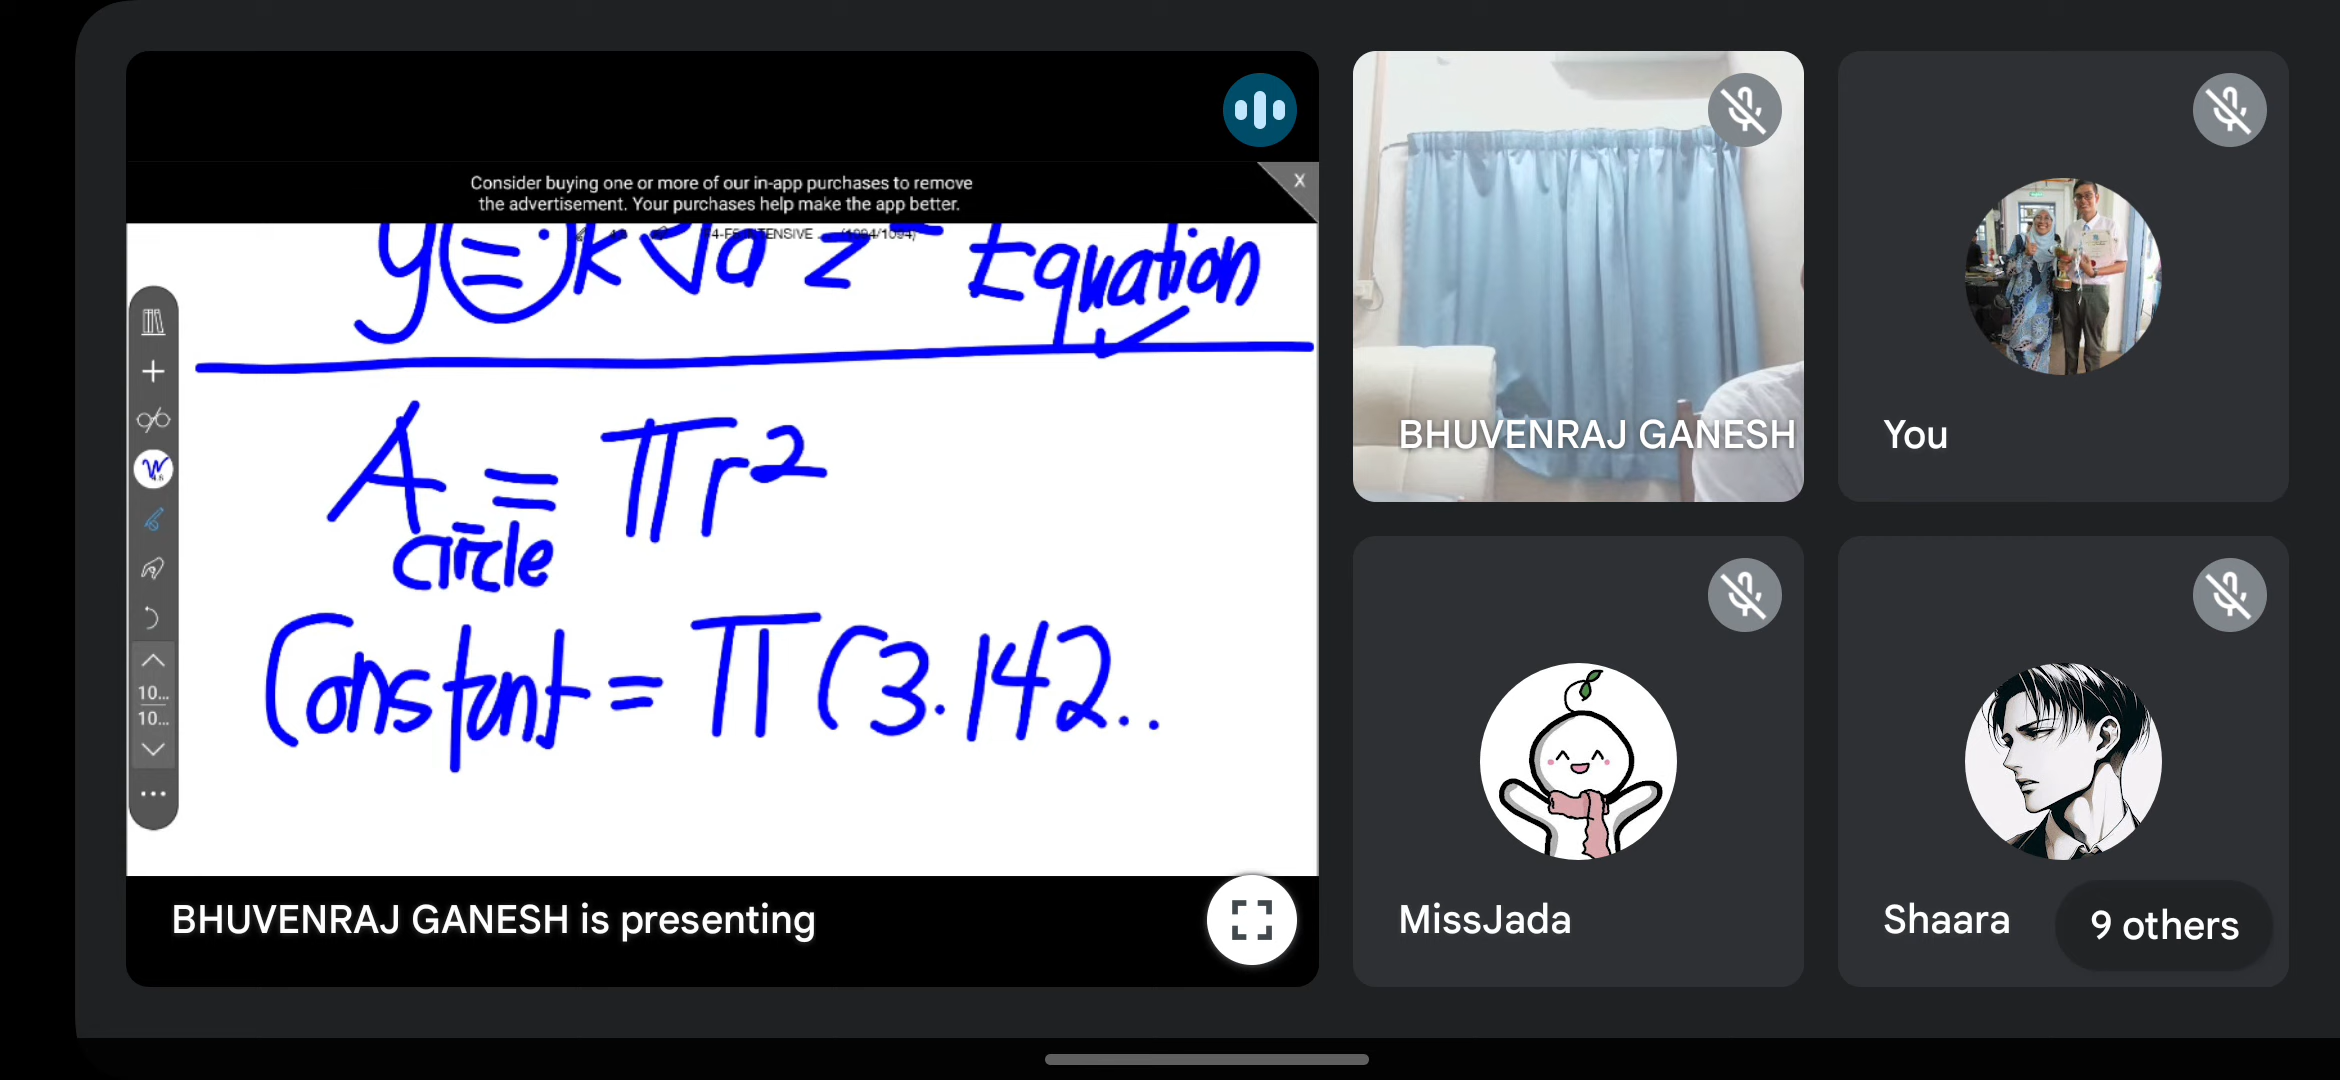 Consider buying one or more of our in-app purchases to remove
the advertisement. Your purchases help make the app better.
y = k √a z Equation
A circle = πr²
Constant = π (3.142..
10...
10...
BHUVENRAJ GANESH is presenting
BHUVENRAJ GANESH
You
MissJada
Shaara
9 others